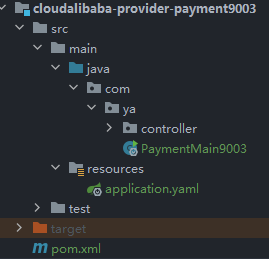 cloudalibaba-provider-payment9003
src
main
java
com
ya
controller
PaymentMain9003
resources
application.yaml
test
target
pom.xml